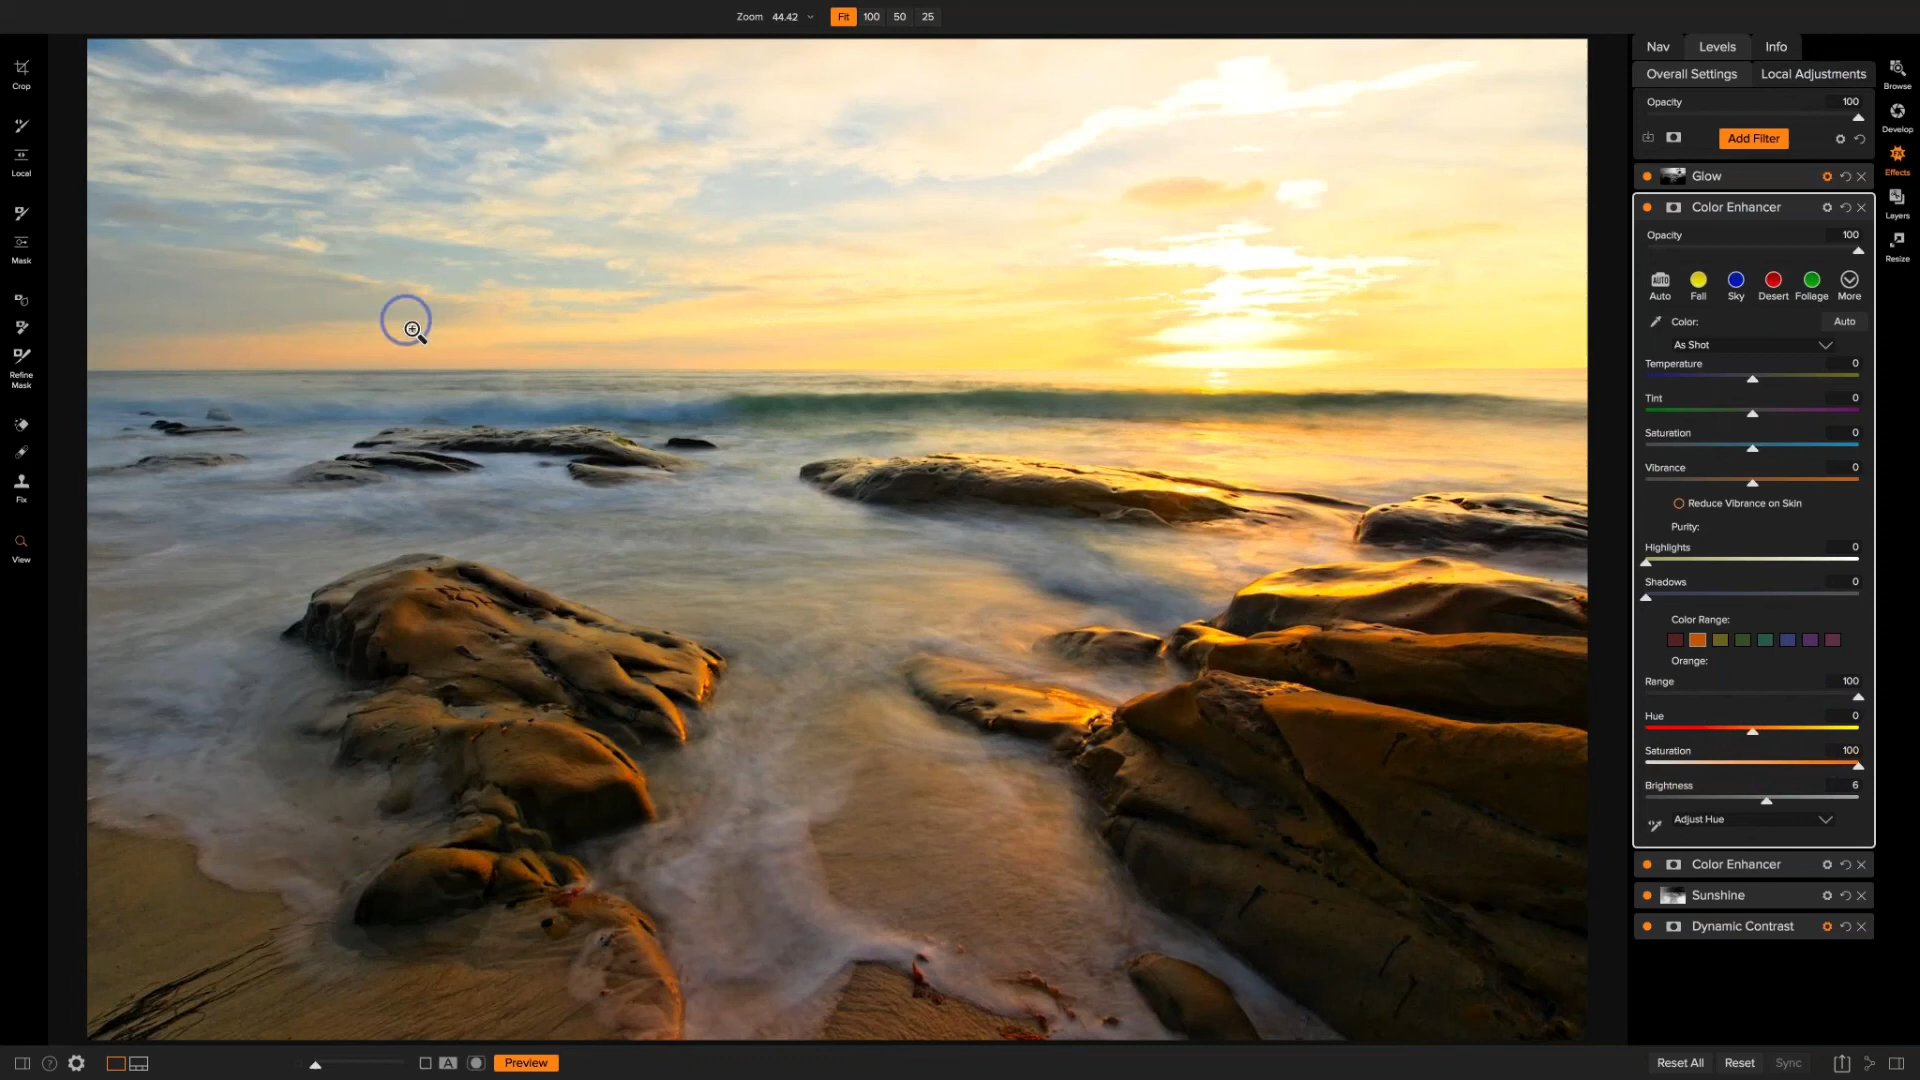 Zoom 44.42 Fit 100 50 25
Nav Levels Info
Overall Settings Local Adjustments
Opacity 100
Add Filter
Glow
Color Enhancer
Opacity 100
AUTO
Auto Fall Sky Desert Foliage More
Color: Auto
As Shot
Temperature 0
Tint 0
Saturation 0
Vibrance 0
Reduce Vibrance on Skin
Purity:
Highlights 0
Shadows 0
Color Range:
Orange:
Range 100
Hue 0
Saturation 100
Brightness 6
Adjust Hue
Color Enhancer
Sunshine
Dynamic Contrast
Crop
Local
Mask
Refine
Mask
Fix
View
Browse
Develop
FX
Effects
Layers
Resize
? A Preview
Reset All Reset Sync